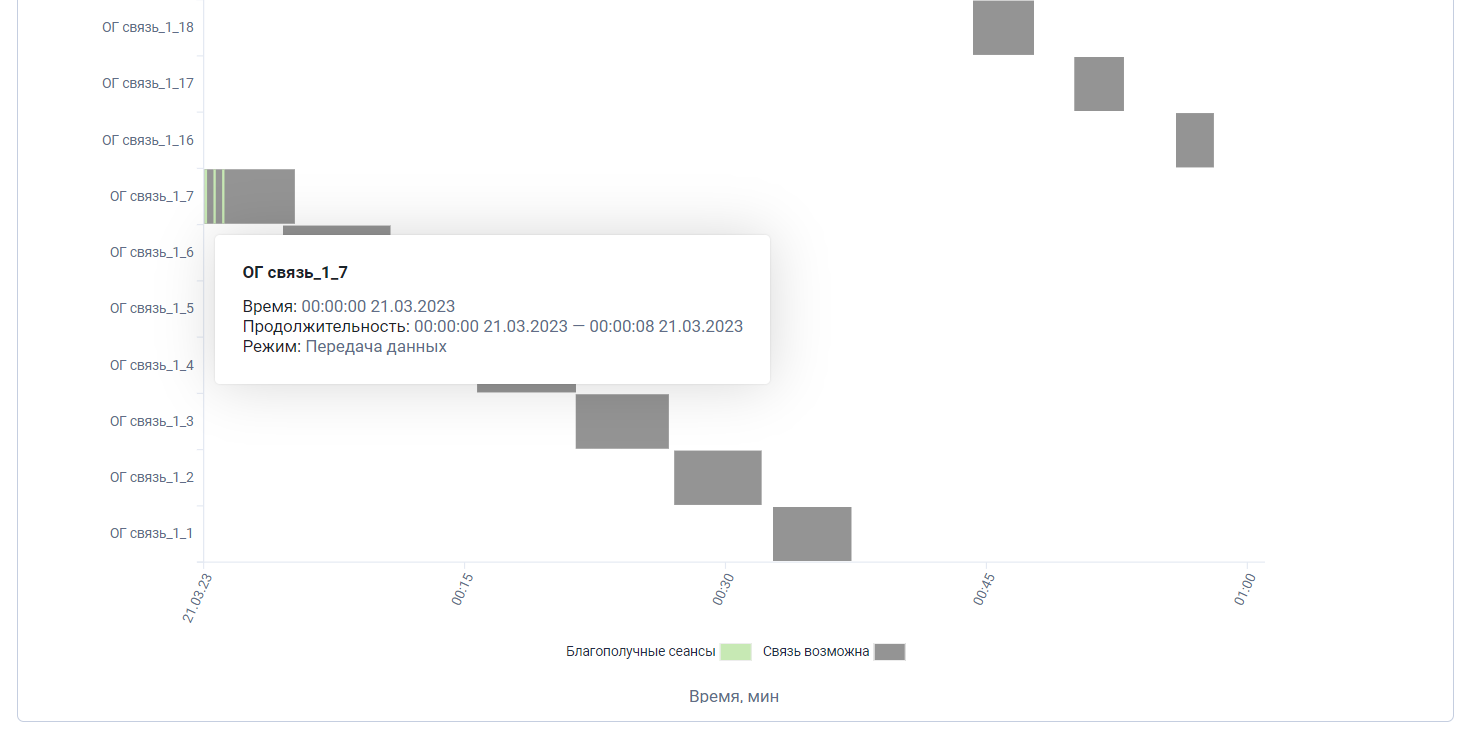 ОГ связь_1_18
ОГ связь_1_17
ОГ связь_1_16
ОГ связь_1_7
ОГ связь_1_6
ОГ связь_1_5
ОГ связь_1_4
ОГ связь_1_3
ОГ связь_1_2
ОГ связь_1_1
ОГ связь_1_7
Время: 00:00:00 21.03.2023
Продолжительность: 00:00:00 21.03.2023 — 00:00:08 21.03.2023
Режим: Передача данных
21.03.23
00:15
00:30
00:45
01:00
Благополучные сеансы
Связь возможна
Время, мин